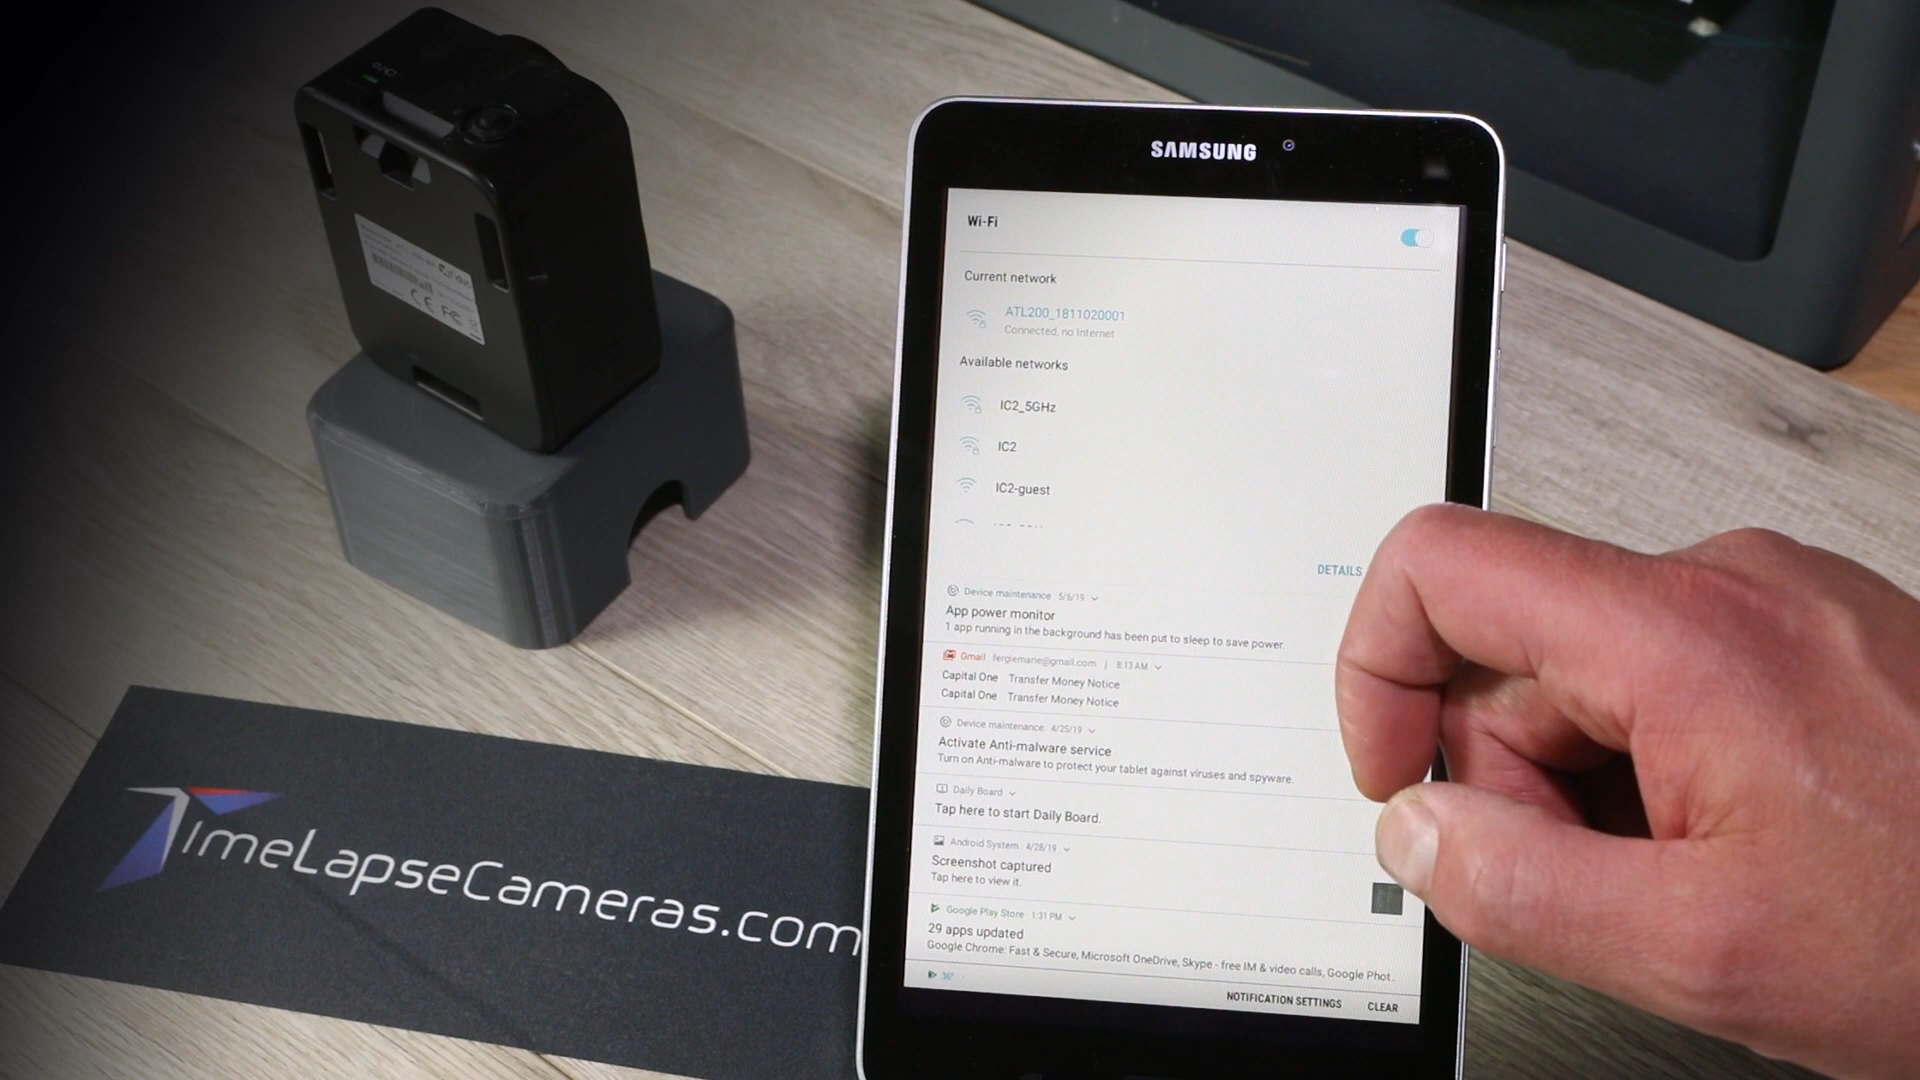 SAMSUNG
Wi-Fi
Current network
ATL200_1811020001
Connected, no Internet
Available networks
IC2_5GHz
IC2
IC2-guest
DETAILS
Device maintenance 5/6/19
App power monitor
1 app running in the background has been put to sleep to save power.
Gmail fergiemarie@gmail.com | 8:13 AM
Capital One Transfer Money Notice
Capital One Transfer Money Notice
Device maintenance 4/25/19
Activate Anti-malware service
Turn on Anti-malware to protect your tablet against viruses and spyware.
Daily Board
Tap here to start Daily Board.
Android System 4/28/19
Screenshot captured
Tap here to view it.
Google Play Store 1:31 PM
29 apps updated
Google Chrome: Fast & Secure, Microsoft OneDrive, Skype - free IM & video calls, Google Phot..
36°
NOTIFICATION SETTINGS CLEAR
TimeLapseCameras.com
CE FC